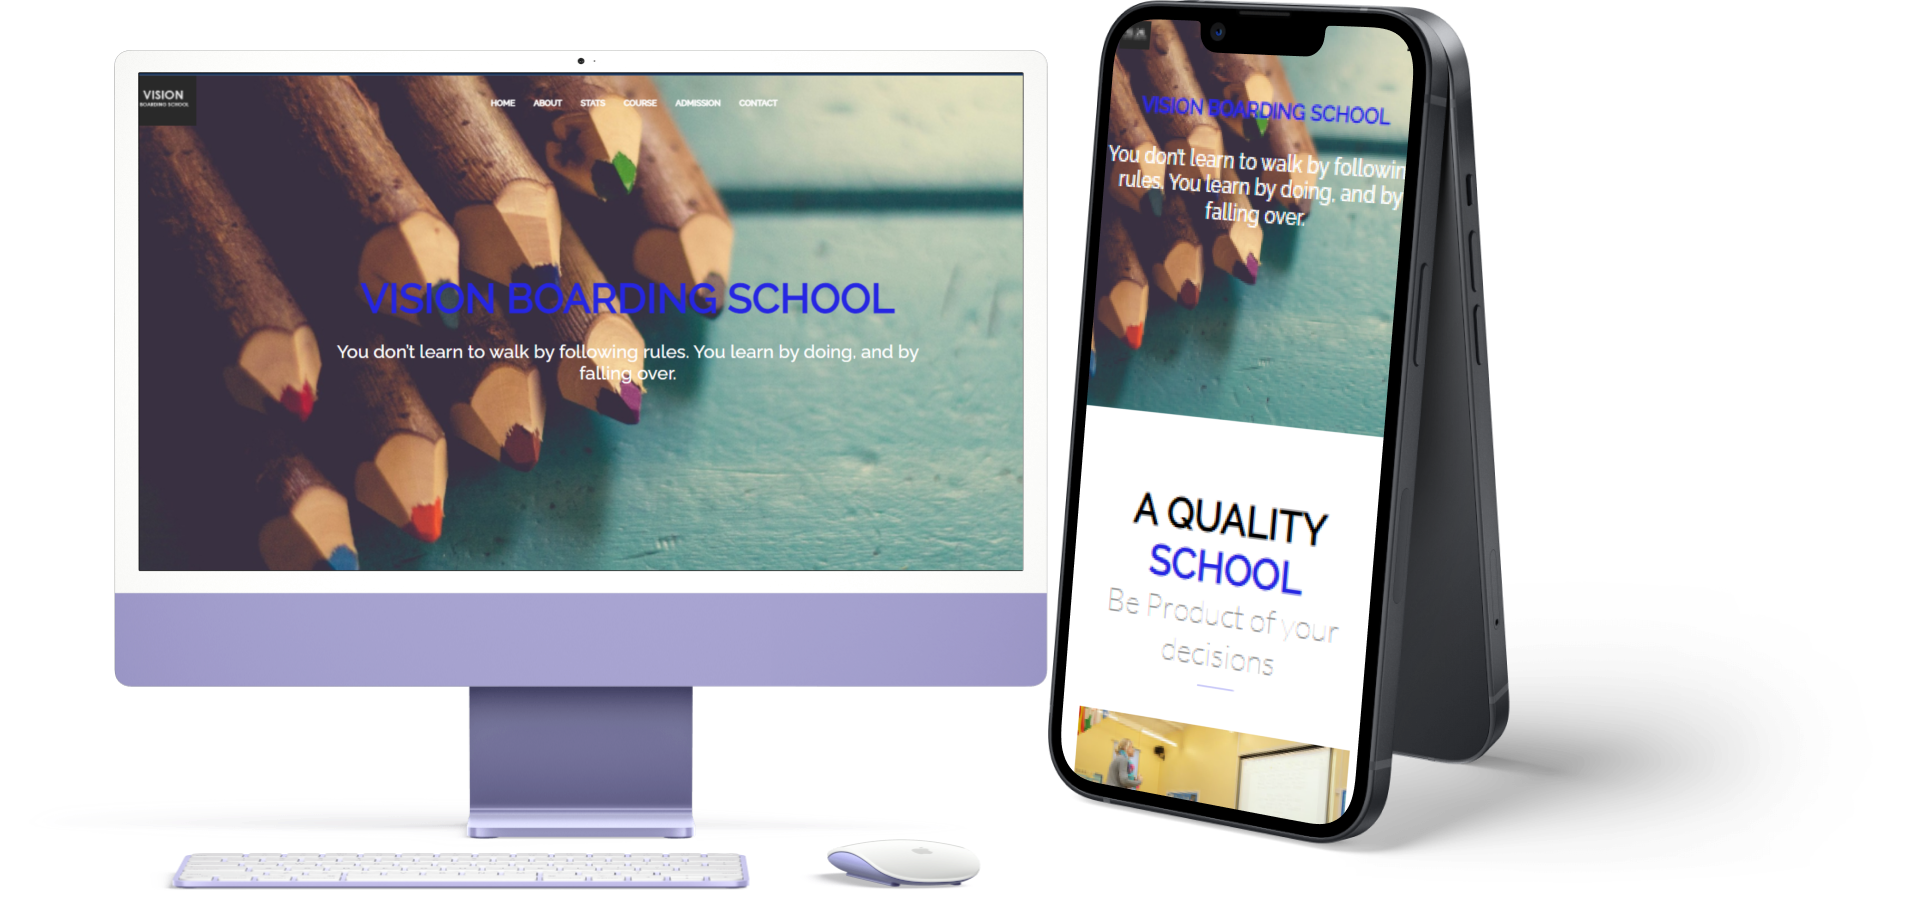 VISION
BOARDING SCHOOL
HOME ABOUT STATS COURSE ADMISSION CONTACT
VISION BOARDING SCHOOL
You don't learn to walk by following rules. You learn by doing, and by
falling over.
VISION BOARDING SCHOOL
You don't learn to walk by followin
rules. You learn by doing, and by
falling over.
A QUALITY
SCHOOL
Be Product of your
decisions